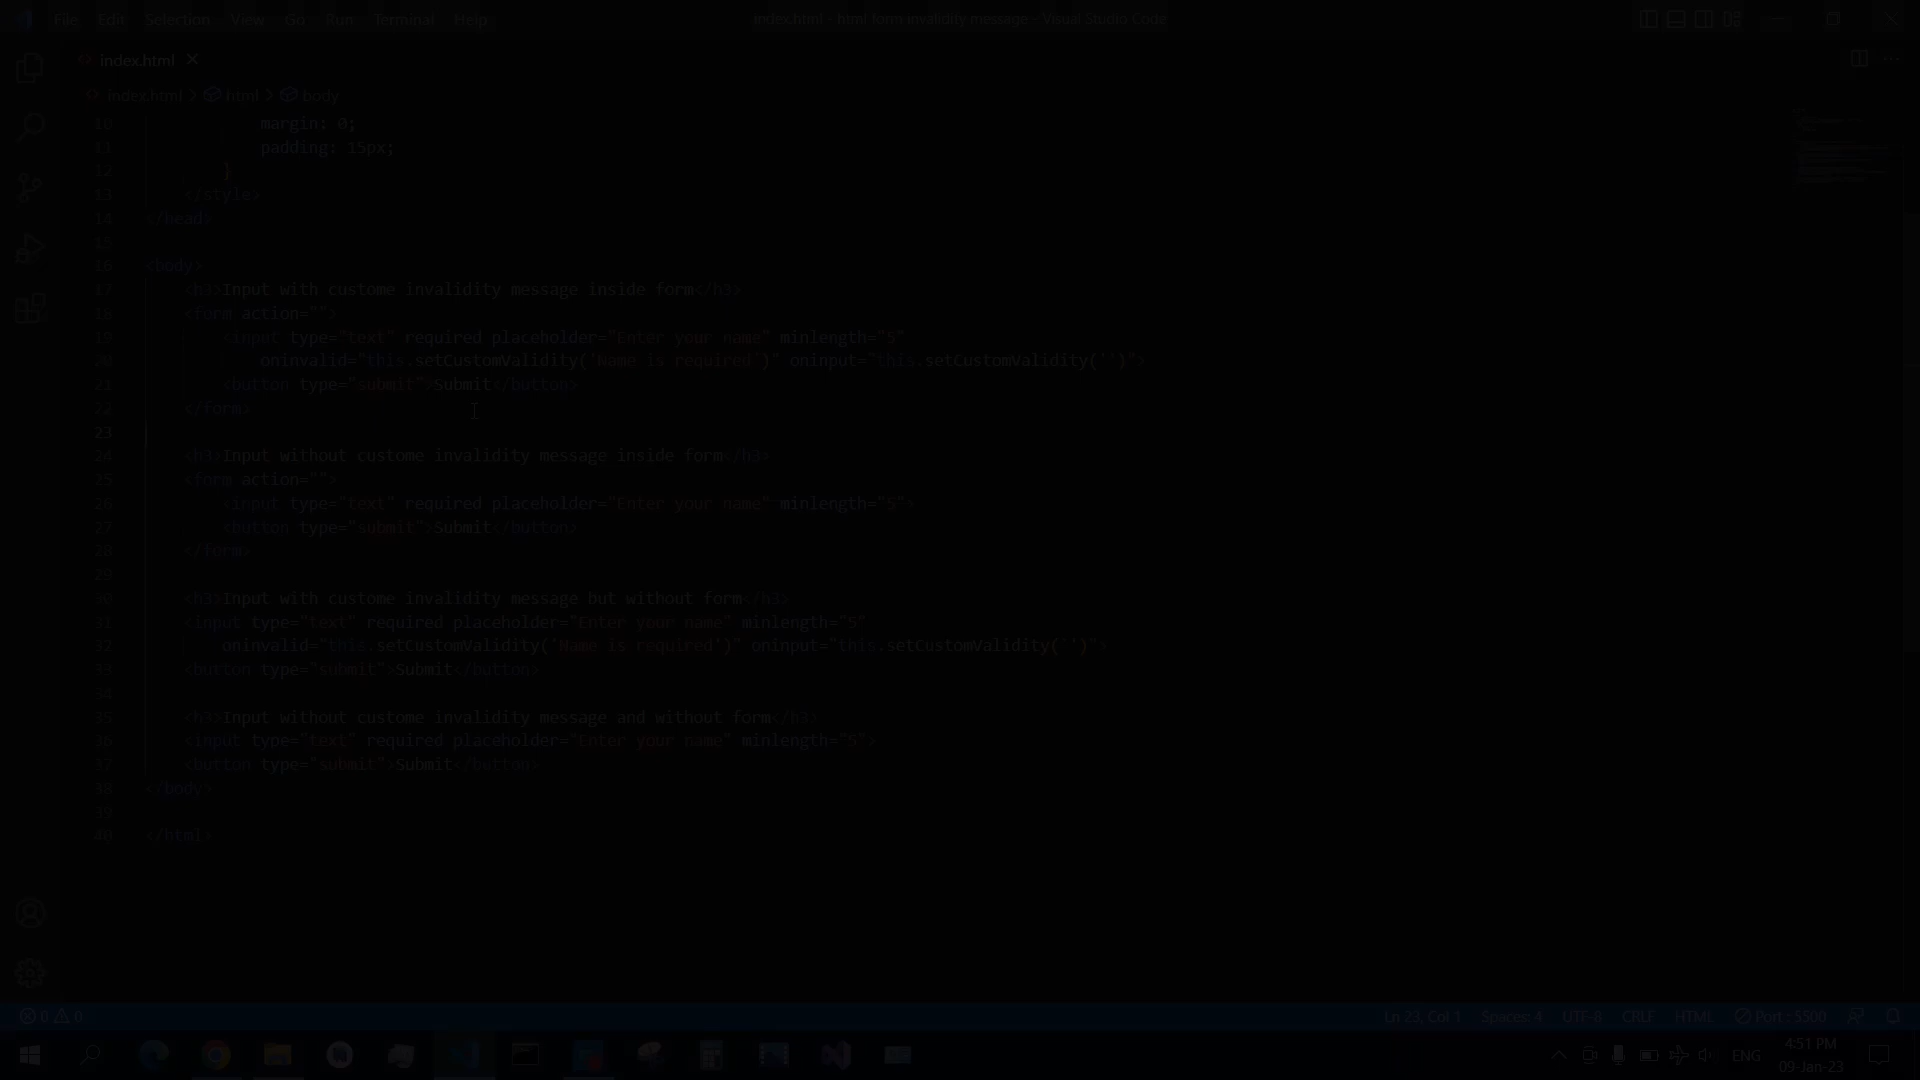 File Edit Selection View Go Run Terminal Help
index.html - html form invalidity message - Visual Studio Code
index.html
index.html > html > body
10 margin: 0;
11 padding: 15px;
12 }
13 </style>
14 </head>
15
16 <body>
17 <h3>Input with custome invalidity message inside form</h3>
18 <form action="">
19 <input type="text" required placeholder="Enter your name" minlength="5"
20 oninvalid="this.setCustomValidity('Name is required')" oninput="this.setCustomValidity('')">
21 <button type="submit">Submit</button>
22 </form>
23
24 <h3>Input without custome invalidity message inside form</h3>
25 <form action="">
26 <input type="text" required placeholder="Enter your name" minlength="5">
27 <button type="submit">Submit</button>
28 </form>
29
30 <h3>Input with custome invalidity message but without form</h3>
31 <input type="text" required placeholder="Enter your name" minlength="5"
32 oninvalid="this.setCustomValidity('Name is required')" oninput="this.setCustomValidity('')">
33 <button type="submit">Submit</button>
34
35 <h3>Input without custome invalidity message and without form</h3>
36 <input type="text" required placeholder="Enter your name" minlength="5">
37 <button type="submit">Submit</button>
38 </body>
39
40 </html>
0 0 Ln 23, Col 1 Spaces: 4 UTF-8 CRLF HTML Port : 5500
ENG
4:51 PM
09-Jan-23